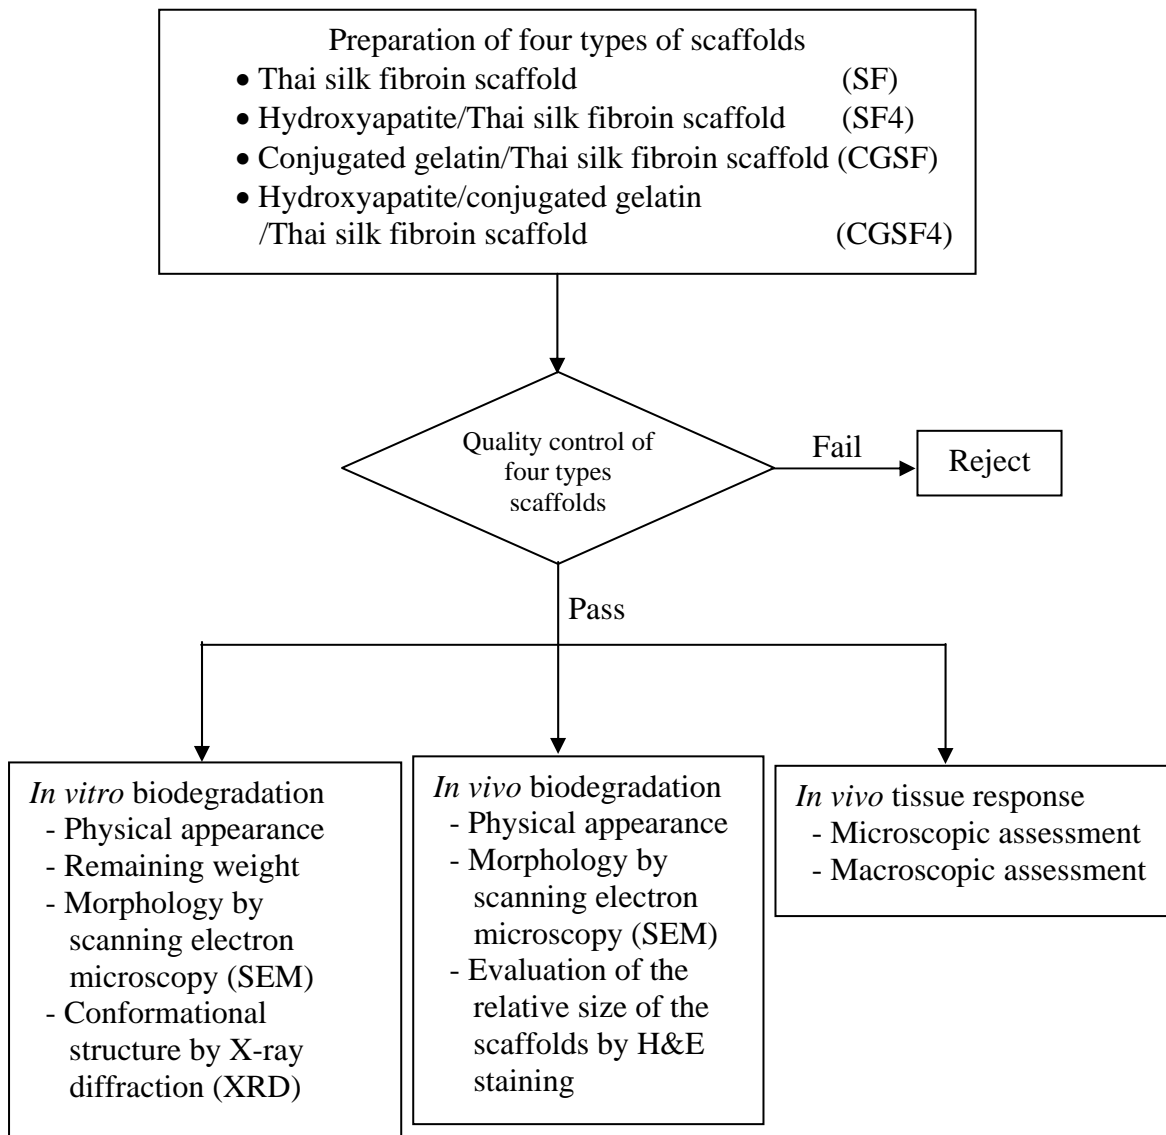 Preparation of four types of scaffolds
• Thai silk fibroin scaffold (SF)
• Hydroxyapatite/Thai silk fibroin scaffold (SF4)
• Conjugated gelatin/Thai silk fibroin scaffold (CGSF)
• Hydroxyapatite/conjugated gelatin
/Thai silk fibroin scaffold (CGSF4)
Quality control of
four types
scaffolds
Fail
Reject
Pass
In vitro biodegradation
- Physical appearance
- Remaining weight
- Morphology by
scanning electron
microscopy (SEM)
- Conformational
structure by X-ray
diffraction (XRD)
In vivo biodegradation
- Physical appearance
- Morphology by
scanning electron
microscopy (SEM)
- Evaluation of the
relative size of the
scaffolds by H&E
staining
In vivo tissue response
- Microscopic assessment
- Macroscopic assessment